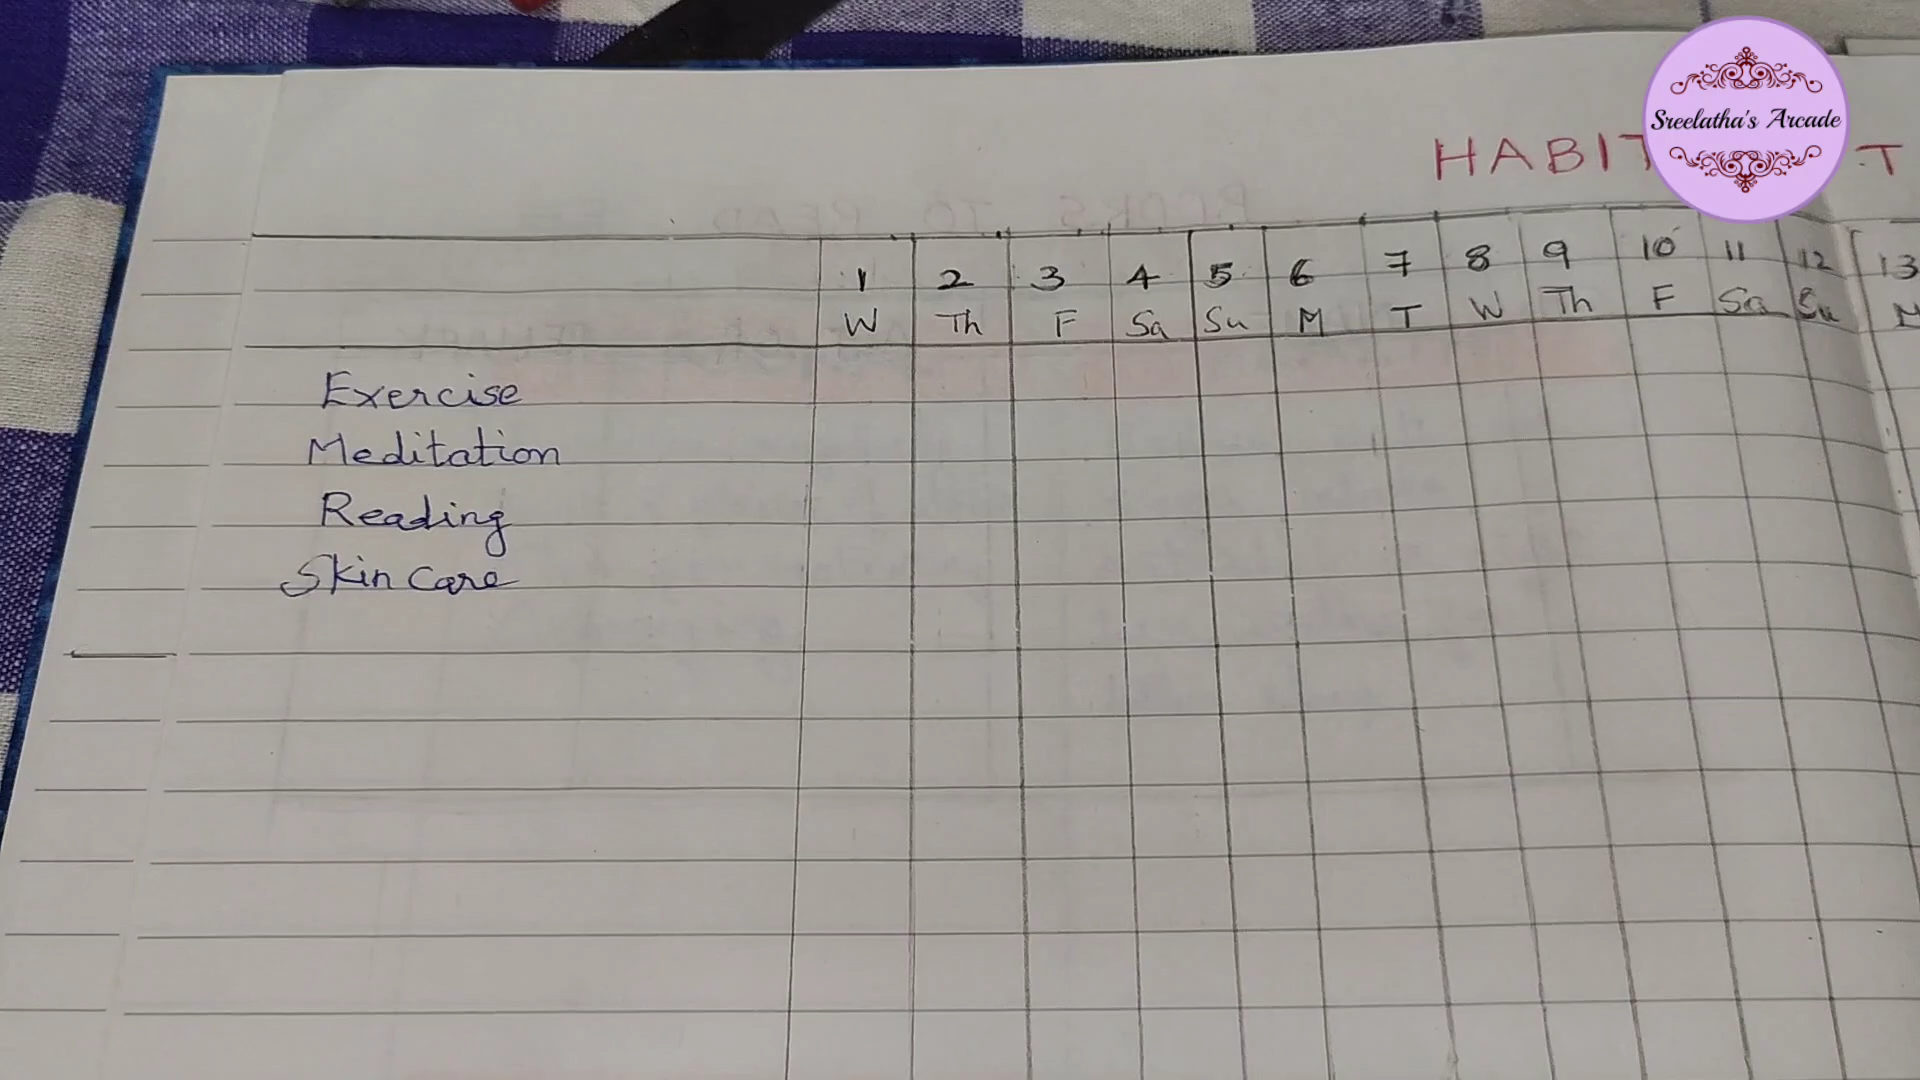 Sreelatha's Arcade
HABIT T
1 2 3 4 5 6 7 8 9 10 11 12 13
W Th F Sa Su M T W Th F Sa Su M
Exercise
Meditation
Reading
Skin Care